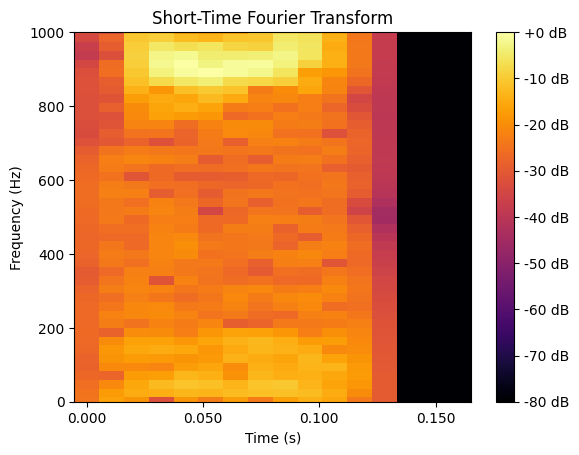 Short-Time Fourier Transform
1000
800
600
400
200
0
Frequency (Hz)
0.000
0.050
0.100
0.150
Time (s)
+0 dB
-10 dB
-20 dB
-30 dB
-40 dB
-50 dB
-60 dB
-70 dB
-80 dB